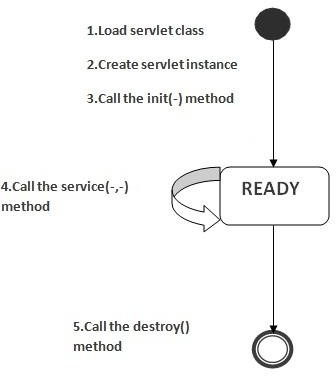 1.Load servlet class
2.Create servlet instance
3.Call the init(-) method
4.Call the service(-,-)
method
READY
5.Call the destroy()
method